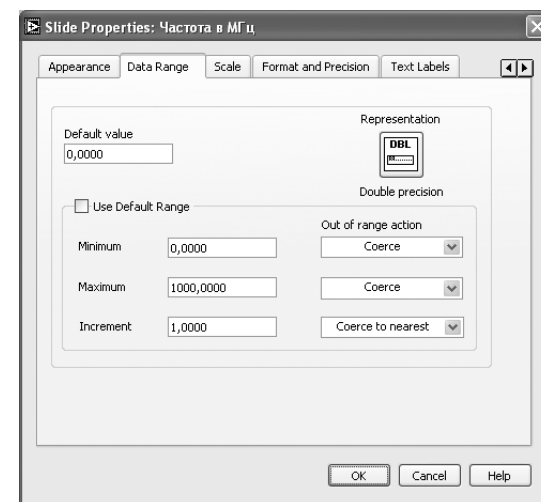 Slide Properties: Частота в МГц
Appearance Data Range Scale Format and Precision Text Labels
Representation
Default value
0,0000
DBL
Double precision
Use Default Range
Out of range action
Minimum 0,0000 Coerce
Maximum 1000,0000 Coerce
Increment 1,0000 Coerce to nearest
OK Cancel Help